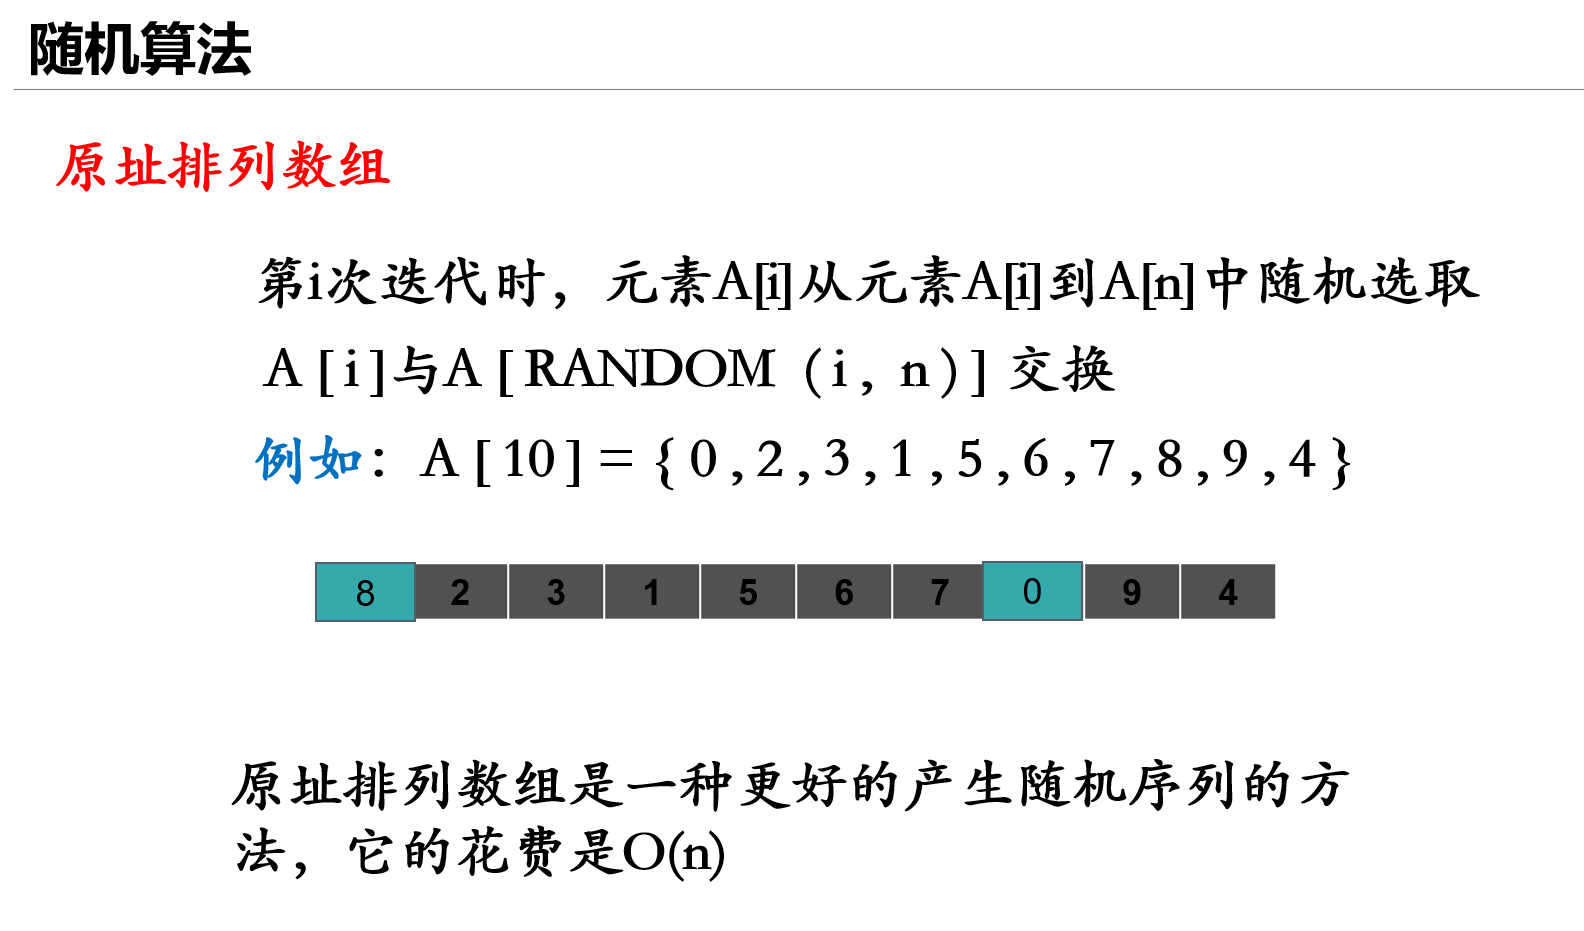 随机算法
原址排列数组
第i次迭代时，元素A[i]从元素A[i]到A[n]中随机选取
A[i]与A[RANDOM (i, n)] 交换
例如：A[10]={0,2,3,1,5,6,7,8,9,4}
8 2 3 1 5 6 7 0 9 4
原址排列数组是一种更好的产生随机序列的方
法，它的花费是O(n)